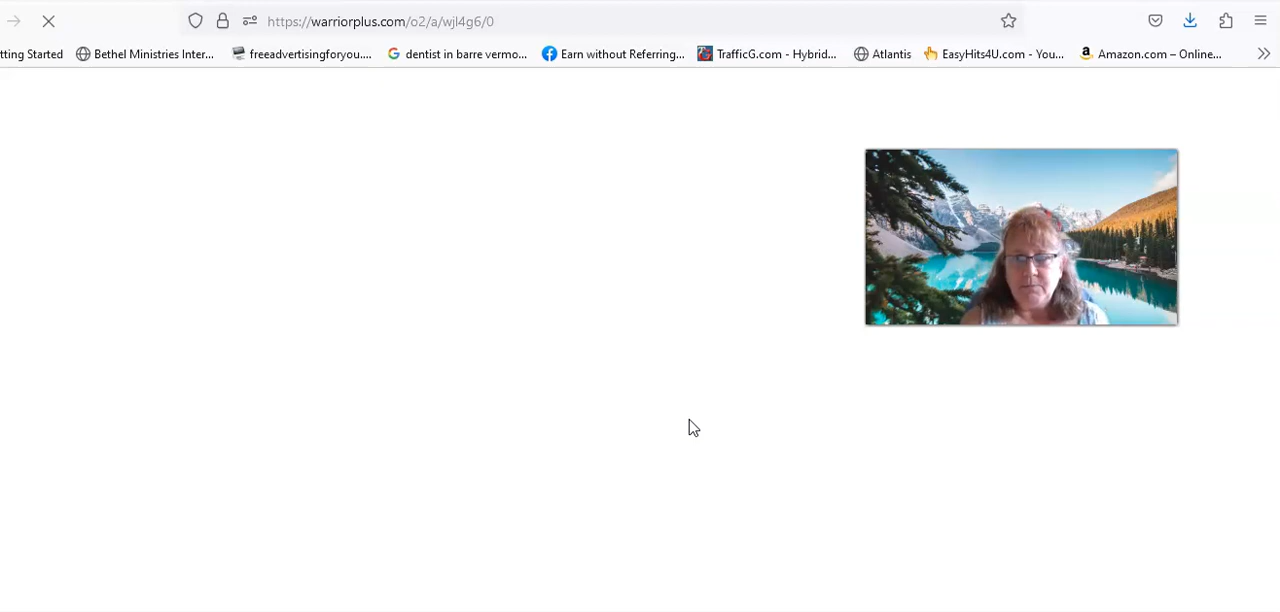 https://warriorplus.com/o2/a/wjl4g6/0
tting Started Bethel Ministries Inter... freeadvertisingforyou.... dentist in barre vermo... Earn without Referring... TrafficG.com - Hybrid... Atlantis EasyHits4U.com - You... Amazon.com – Online...